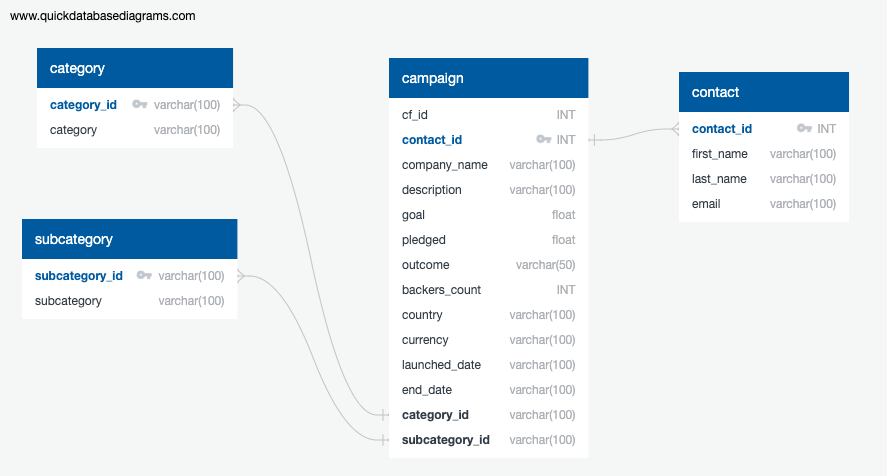 www.quickdatabasediagrams.com
category
category_id varchar(100)
category varchar(100)
subcategory
subcategory_id varchar(100)
subcategory varchar(100)
campaign
cf_id INT
contact_id INT
company_name varchar(100)
description varchar(100)
goal float
pledged float
outcome varchar(50)
backers_count INT
country varchar(100)
currency varchar(100)
launched_date varchar(100)
end_date varchar(100)
category_id varchar(100)
subcategory_id varchar(100)
contact
contact_id INT
first_name varchar(100)
last_name varchar(100)
email varchar(100)